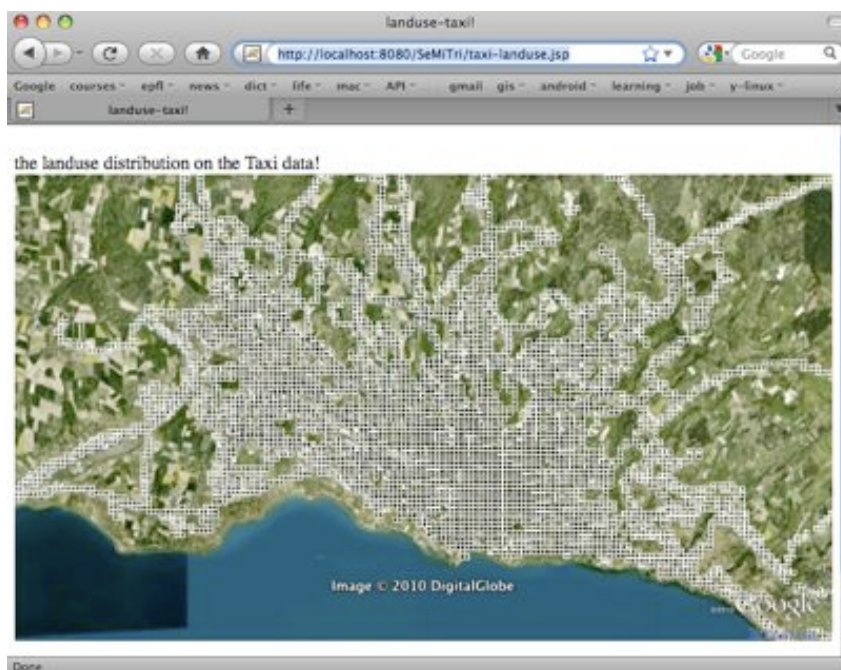 landuse-taxi!
http://localhost:8080/SeMiTri/taxi-landuse.jsp
Google
Google courses epfl news dict life mac API gmail gis android learning job y-linux
landuse-taxi! +
the landuse distribution on the Taxi data!
Image © 2010 DigitalGlobe
Google
Done